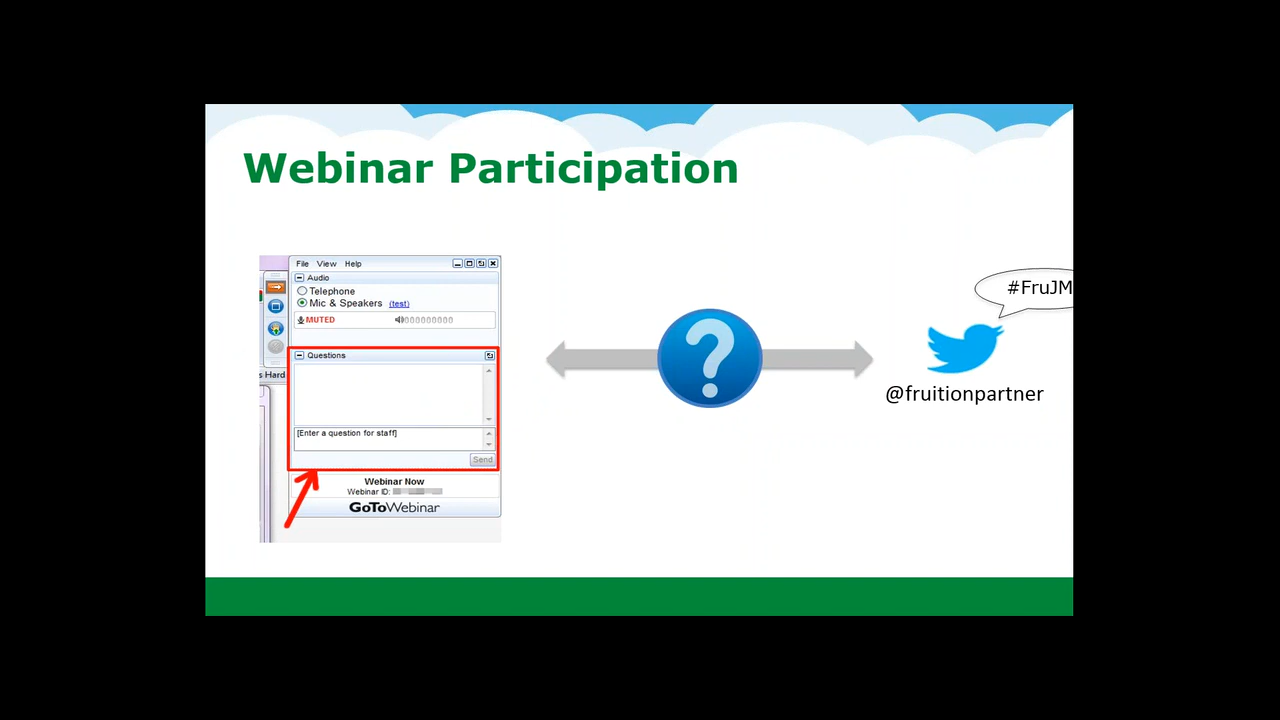 Webinar Participation
File View Help
Audio
Telephone
Mic & Speakers (test)
MUTED
Questions
s Hard
[Enter a question for staff]
Send
Webinar Now
Webinar ID:
GoToWebinar
?
#FruJM
@fruitionpartner